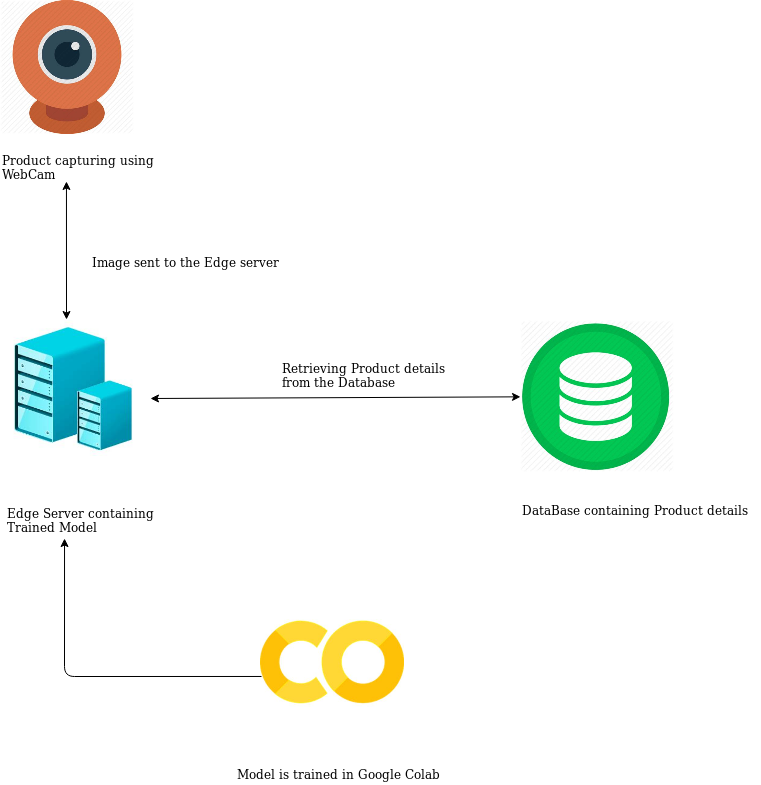 Product capturing using
WebCam
Image sent to the Edge server
Retrieving Product details
from the Database
Edge Server containing
Trained Model
DataBase containing Product details
Model is trained in Google Colab